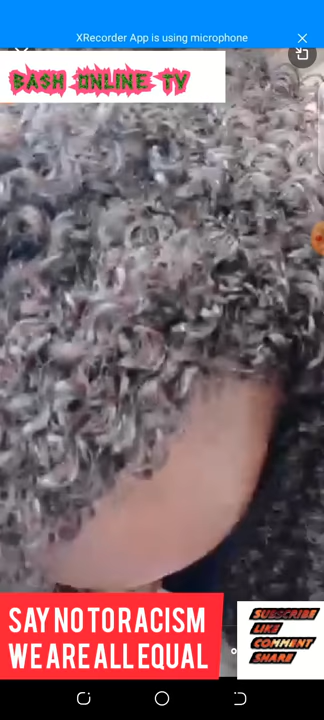 XRecorder App is using microphone
BASH ONLINE TV
SAY NO TO RACISM
WE ARE ALL EQUAL
SUBSCRIBE
LIKE
COMMENT
SHARE